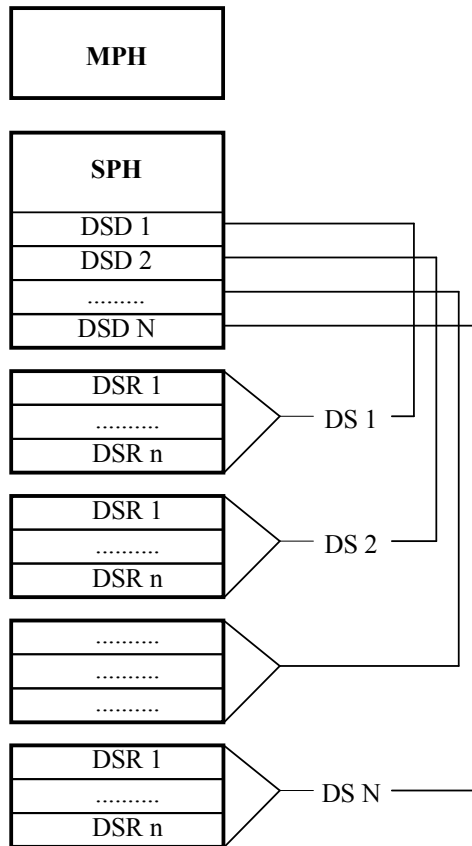 MPH
SPH
DSD 1
DSD 2
.........
DSD N
DSR 1
..........
DSR n
DS 1
DSR 1
..........
DSR n
DS 2
..........
..........
..........
DSR 1
..........
DSR n
DS N